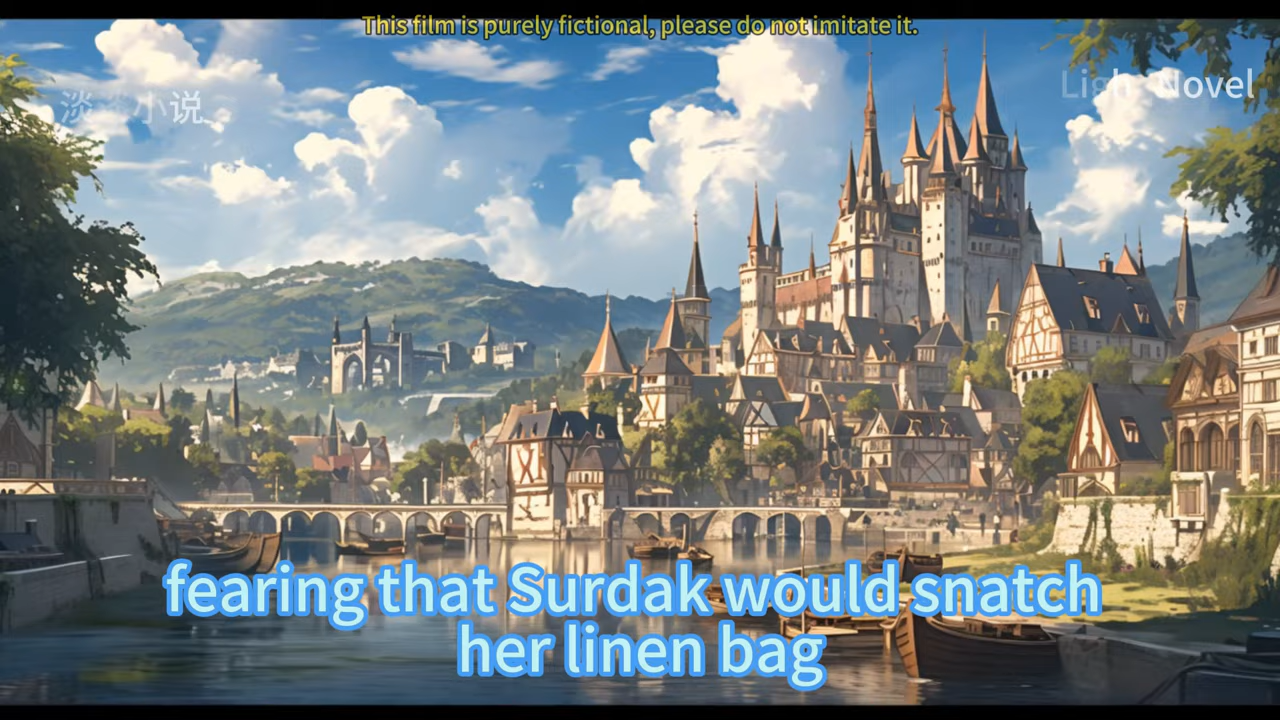 This film is purely fictional, please do not imitate it.
Light Novel
小说
fearing that Surdak would snatch
her linen bag